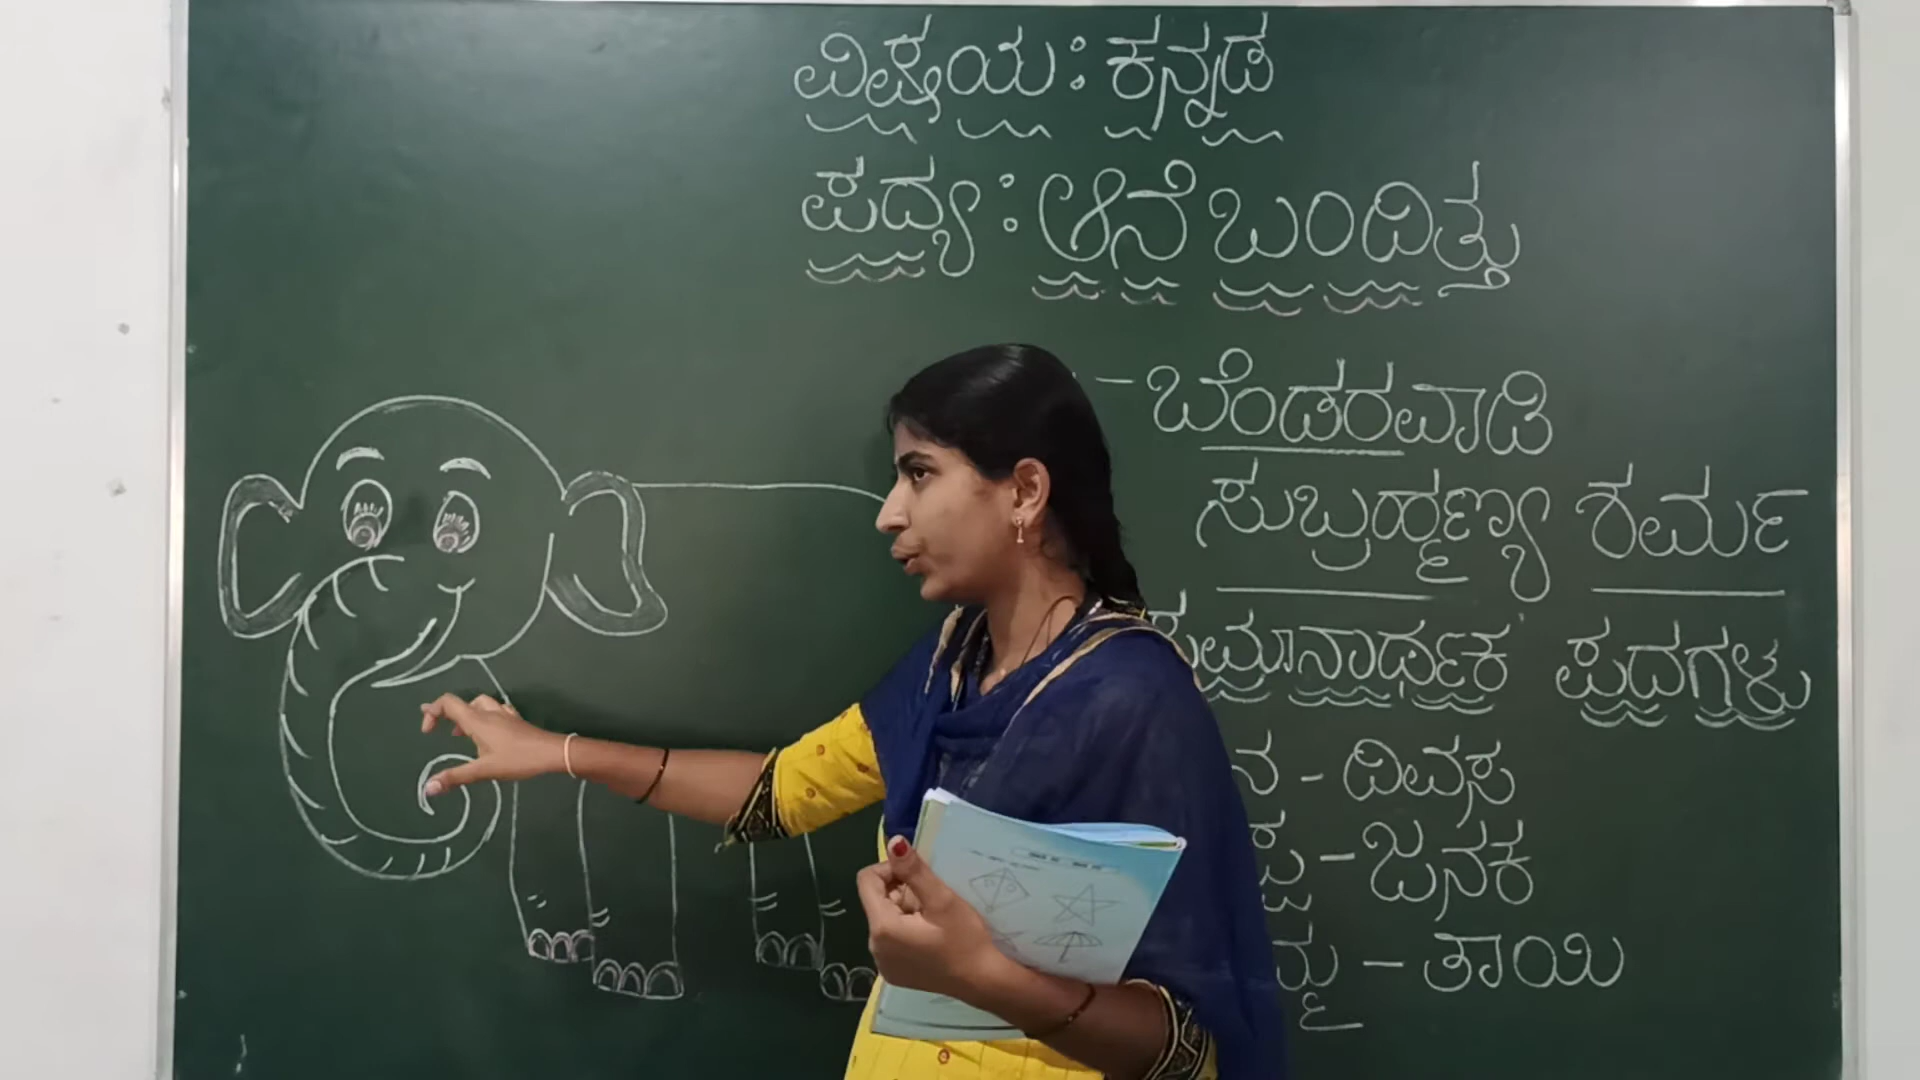 ವಿಷಯ : ಕನ್ನಡ
ಪದ್ಯ : ಆನೆ ಬಂದಿತ್ತು
- ಬೆಂಡರವಾಡಿ
ಸುಬ್ರಹ್ಮಣ್ಯ ಶರ್ಮ
ಸಮಾನಾರ್ಥಕ ಪದಗಳು
ನ - ದಿವಸ
ಪ್ಪ - ಜನಕ
ಮ್ಮ - ತಾಯಿ